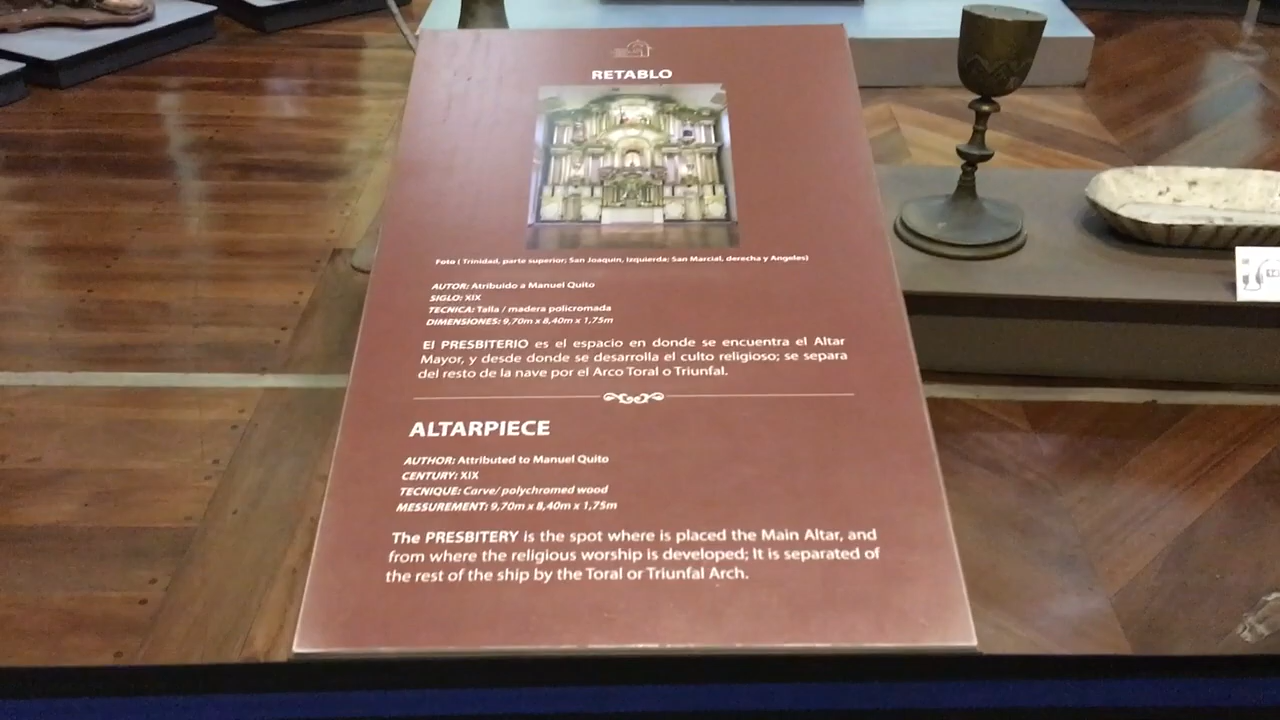 RETABLO
Foto ( Trinidad, parte superior; San Joaquin, izquierda; San Marcial, derecha y Angeles)
AUTOR: Atribuido a Manuel Quito
SIGLO: XIX
TECNICA: Talla / madera policromada
DIMENSIONES: 9,70m x 8,40m x 1,75m
El PRESBITERIO es el espacio en donde se encuentra el Altar
Mayor, y desde donde se desarrolla el culto religioso; se separa
del resto de la nave por el Arco Toral o Triunfal.
ALTARPIECE
AUTHOR: Attributed to Manuel Quito
CENTURY: XIX
TECNIQUE: Carve/ polychromed wood
MESSUREMENT: 9,70m x 8,40m x 1,75m
The PRESBITERY is the spot where is placed the Main Altar, and
from where the religious worship is developed; It is separated of
the rest of the ship by the Toral or Triunfal Arch.